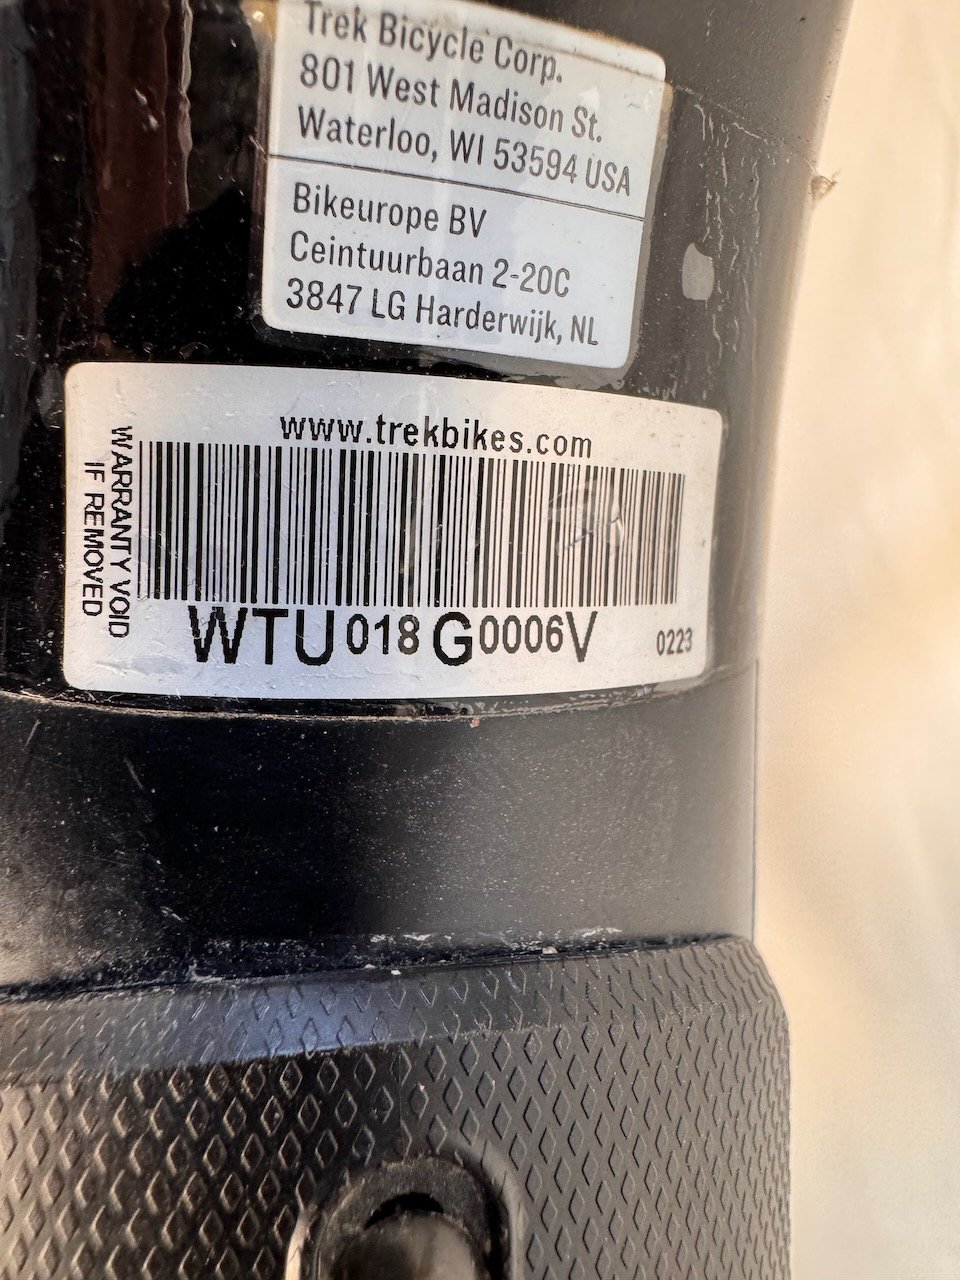 Trek Bicycle Corp.
801 West Madison St.
Waterloo, WI 53594 USA
Bikeurope BV
Ceintuurbaan 2-20C
3847 LG Harderwijk, NL
www.trekbikes.com
WARRANTY VOID
IF REMOVED
WTU018G0006V
0223